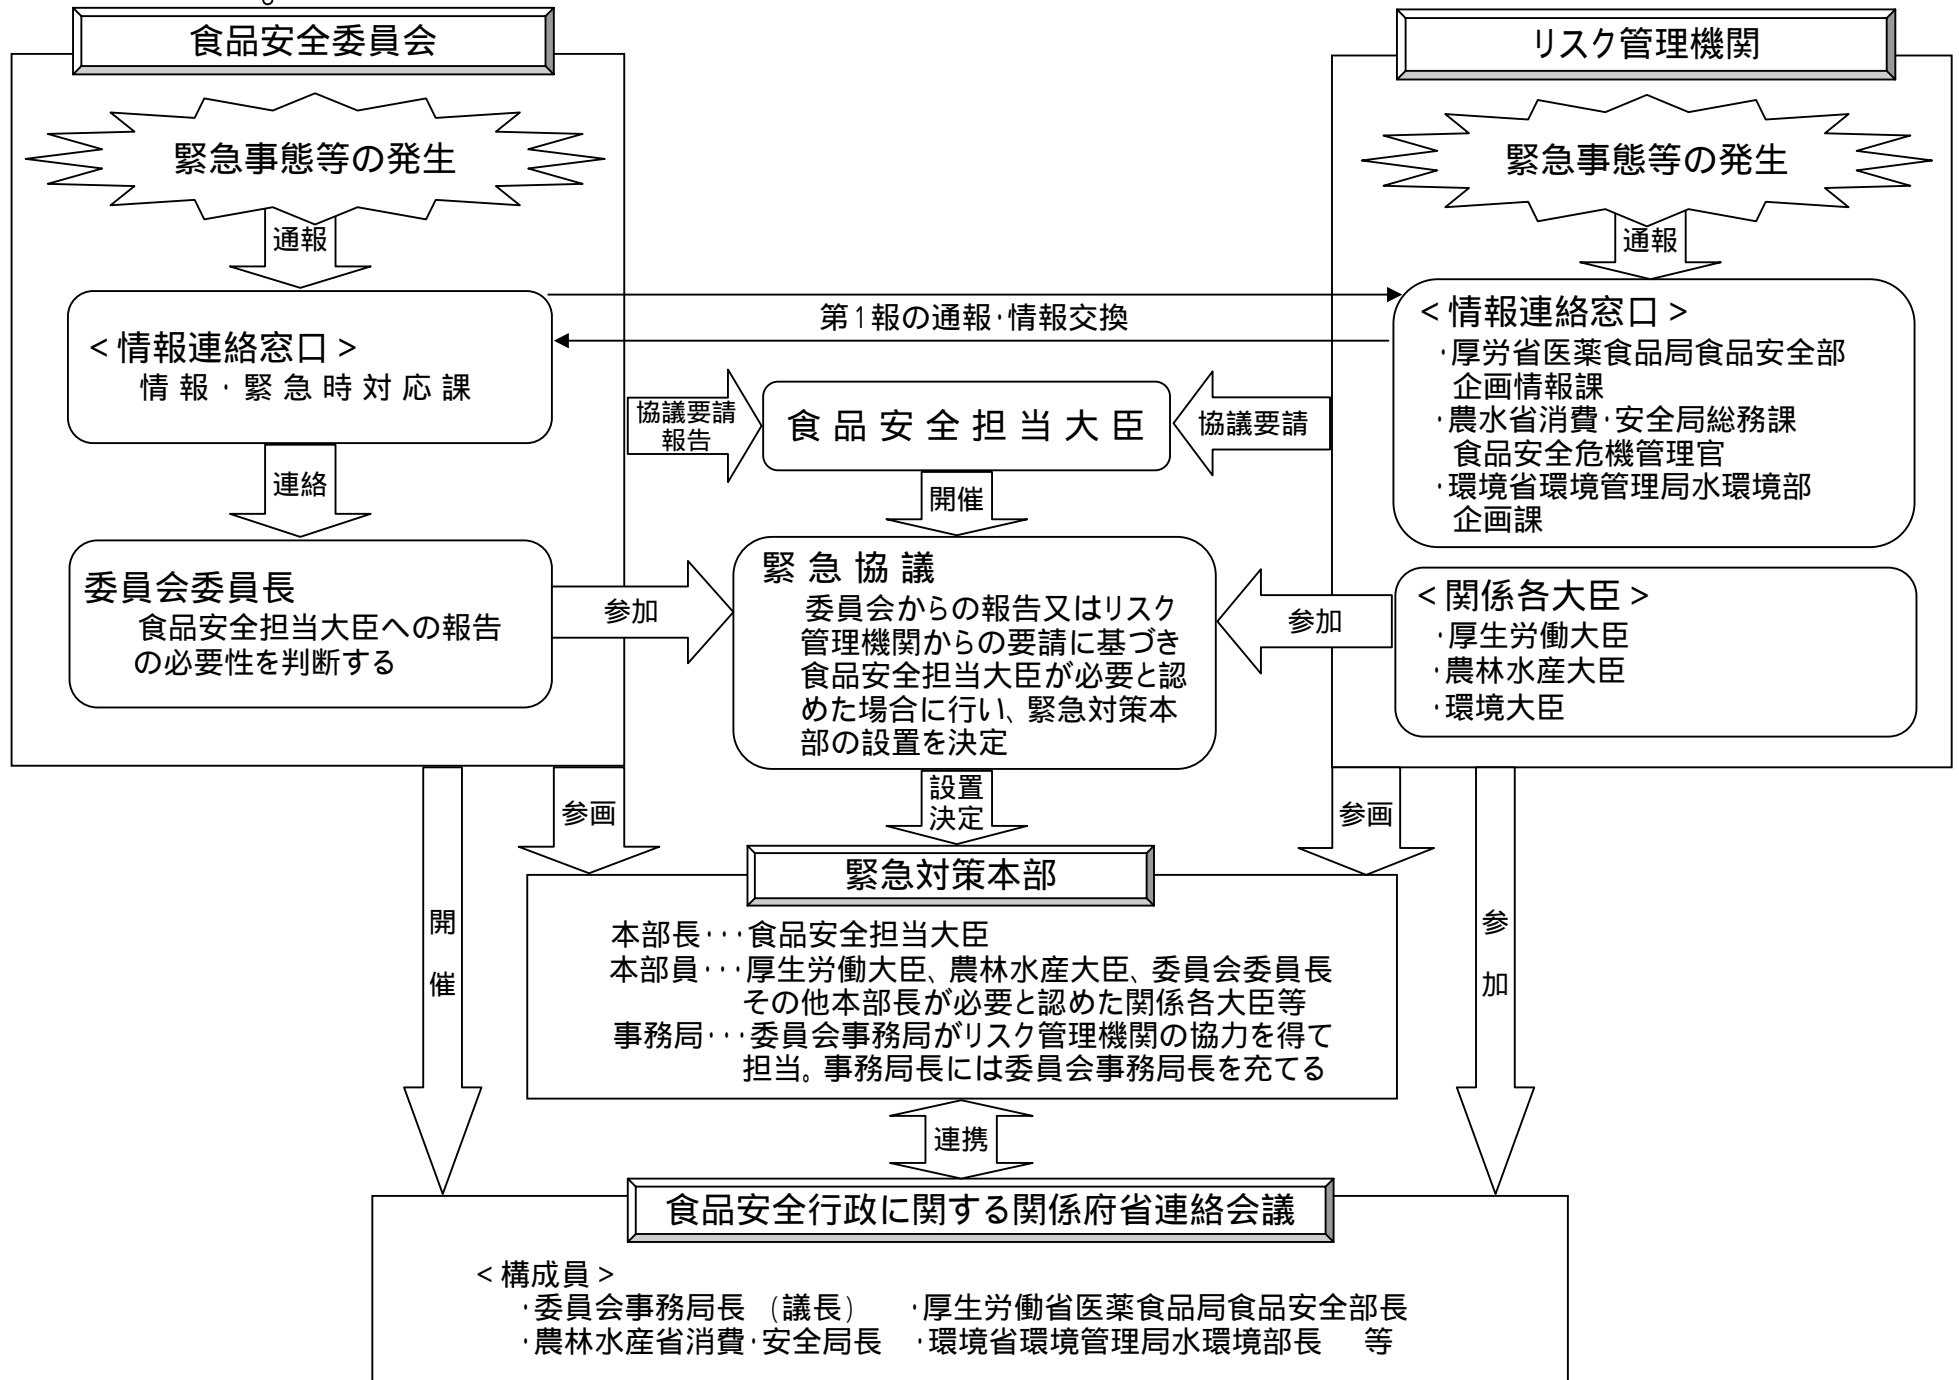 食品安全委員会
緊急事態等の発生
通報
<情報連絡窓口>
情報・緊急時対応課
連絡
委員会委員長
食品安全担当大臣への報告
の必要性を判断する
リスク管理機関
緊急事態等の発生
通報
<情報連絡窓口>
・厚労省医薬食品局食品安全部
企画情報課
・農水省消費・安全局総務課
食品安全危機管理官
・環境省環境管理局水環境部
企画課
<関係各大臣>
・厚生労働大臣
・農林水産大臣
・環境大臣
第1報の通報・情報交換
協議要請
報告
食品安全担当大臣
協議要請
開催
参加
緊急協議
委員会からの報告又はリスク
管理機関からの要請に基づき
食品安全担当大臣が必要と認
めた場合に行い、緊急対策本
部の設置を決定
参加
参画
設置
決定
参画
開催
参加
緊急対策本部
本部長・・・食品安全担当大臣
本部員・・・厚生労働大臣、農林水産大臣、委員会委員長
その他本部長が必要と認めた関係各大臣等
事務局・・・委員会事務局がリスク管理機関の協力を得て
担当。事務局長には委員会事務局長を充てる
連携
食品安全行政に関する関係府省連絡会議
<構成員>
・委員会事務局長 (議長) ・厚生労働省医薬食品局食品安全部長
・農林水産省消費・安全局長 ・環境省環境管理局水環境部長 等